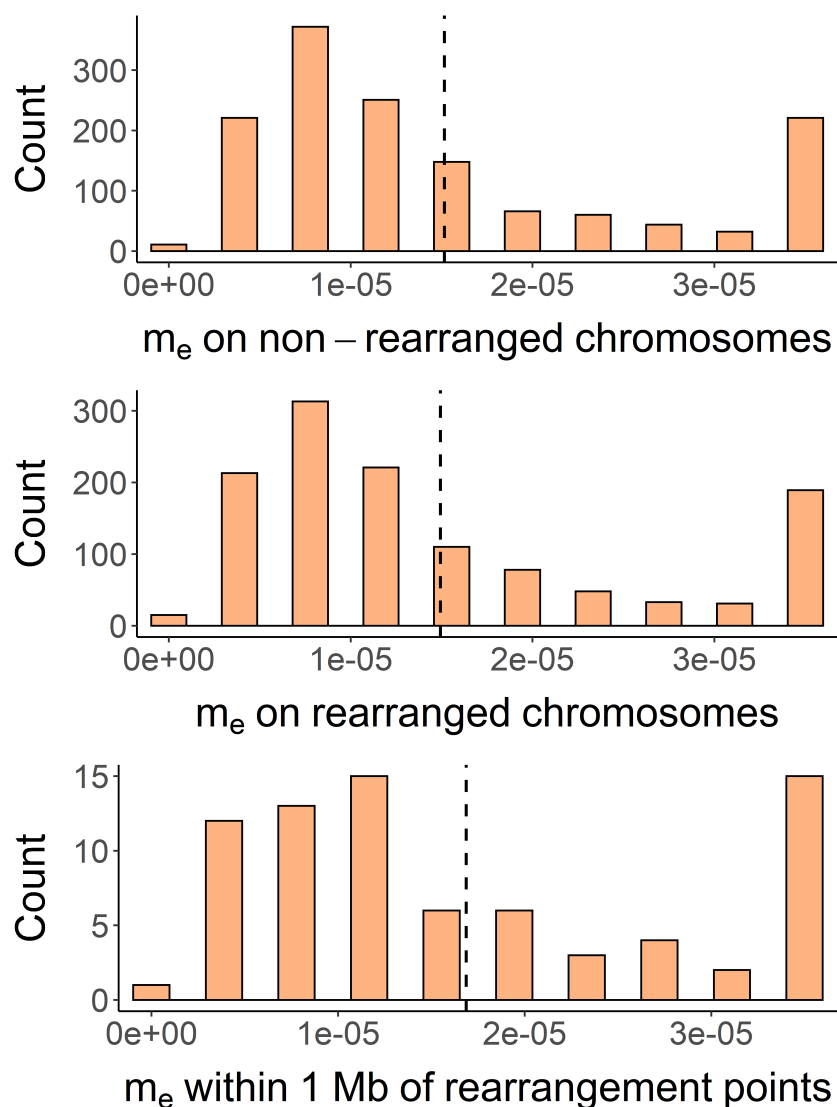 Count
300
200
100
0
0e+00 1e-05 2e-05 3e-05
mₑ on non – rearranged chromosomes
Count
300
200
100
0
0e+00 1e-05 2e-05 3e-05
mₑ on rearranged chromosomes
Count
15
10
5
0
0e+00 1e-05 2e-05 3e-05
mₑ within 1 Mb of rearrangement points